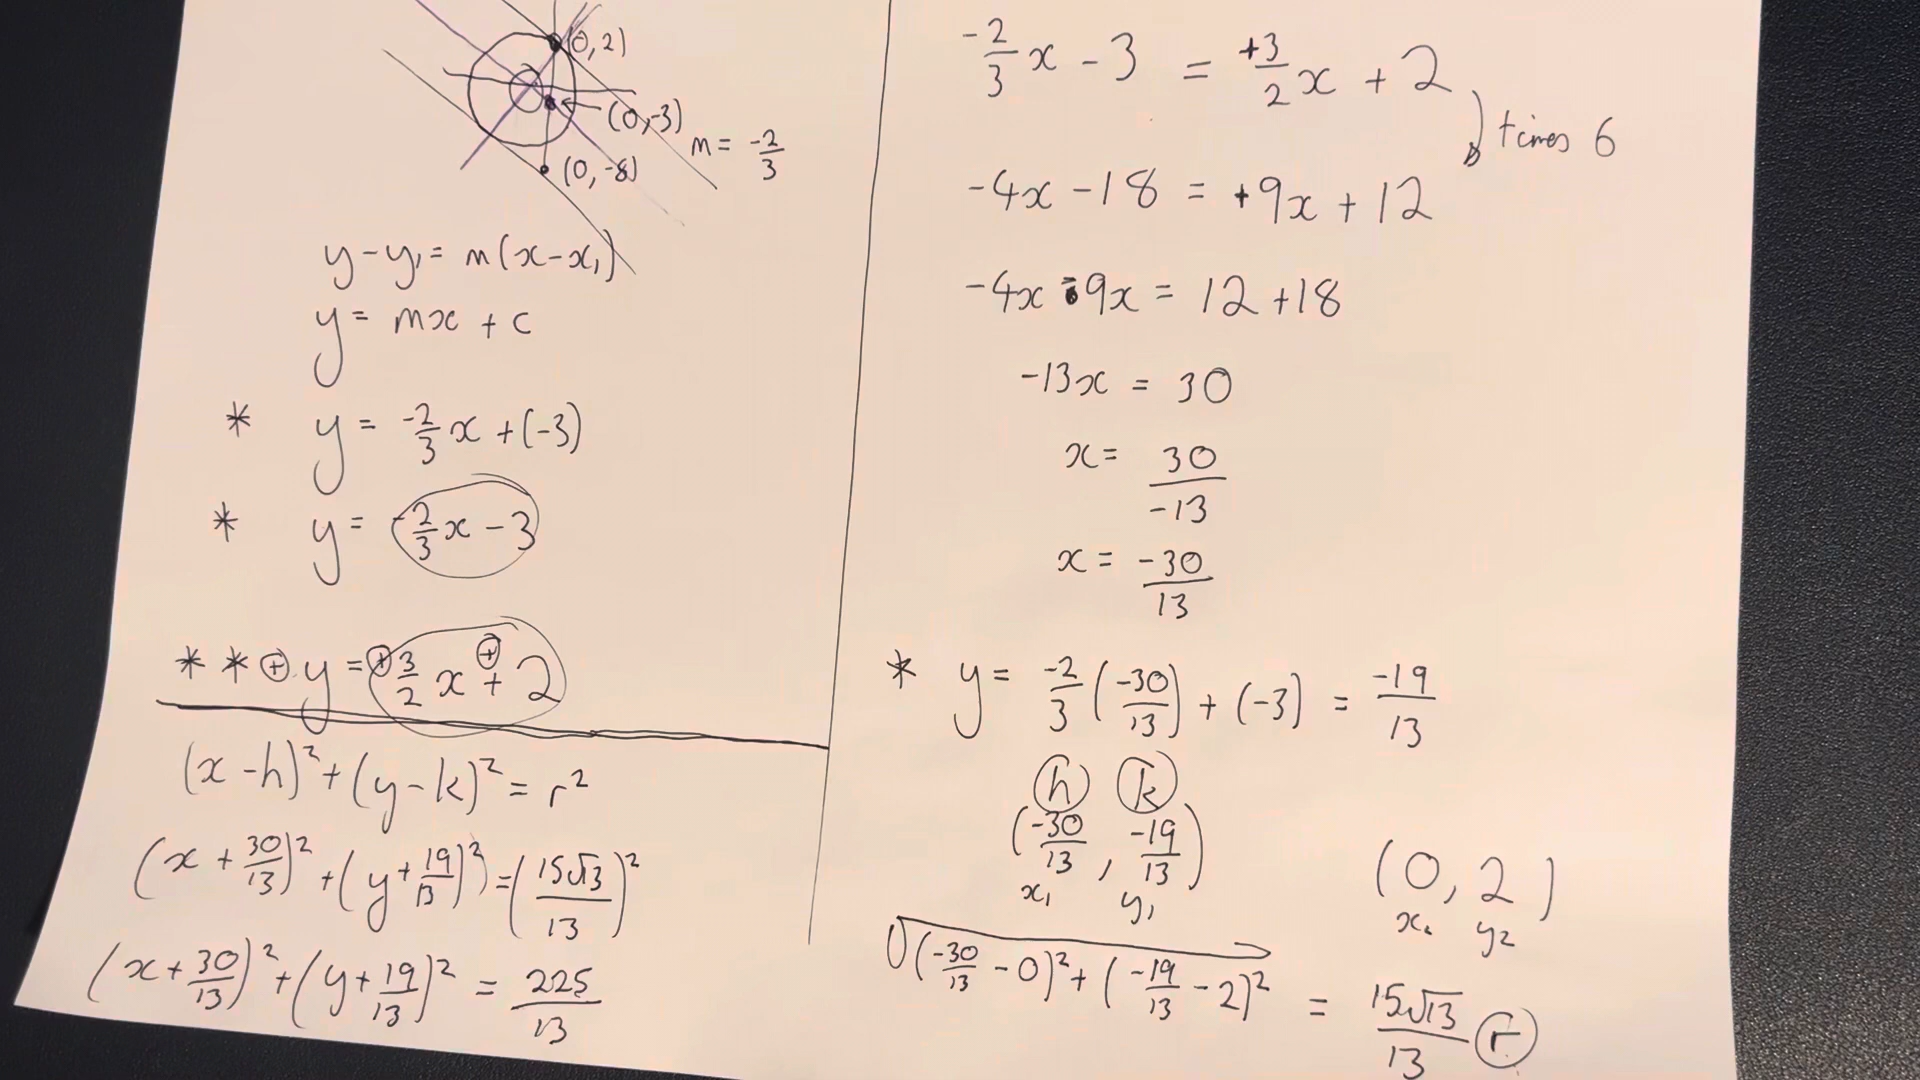 (0, 2)
(0, -3)
m = -2/3
(0, -8)
y - y₁ = m(x - x₁)
y = mx + c
* y = -2/3 x + (-3)
* y = -2/3 x - 3
* * ⊕ y = ⊕ 3/2 x ⊕ + 2
(x - h)² + (y - k)² = r²
(x + 30/13)² + (y + 19/13)² = (15√13/13)²
(x + 30/13)² + (y + 19/13)² = 225/13
-2/3 x - 3 = +3/2 x + 2
times 6
-4x - 18 = +9x + 12
-4x - 9x = 12 + 18
-13x = 30
x = 30/-13
x = -30/13
* y = -2/3 (-30/13) + (-3) = -19/13
h k
(-30/13, -19/13) (0, 2)
x₁ y₁ x₂ y₂
√((-30/13 - 0)² + (-19/13 - 2)²) = 15√13/13 r